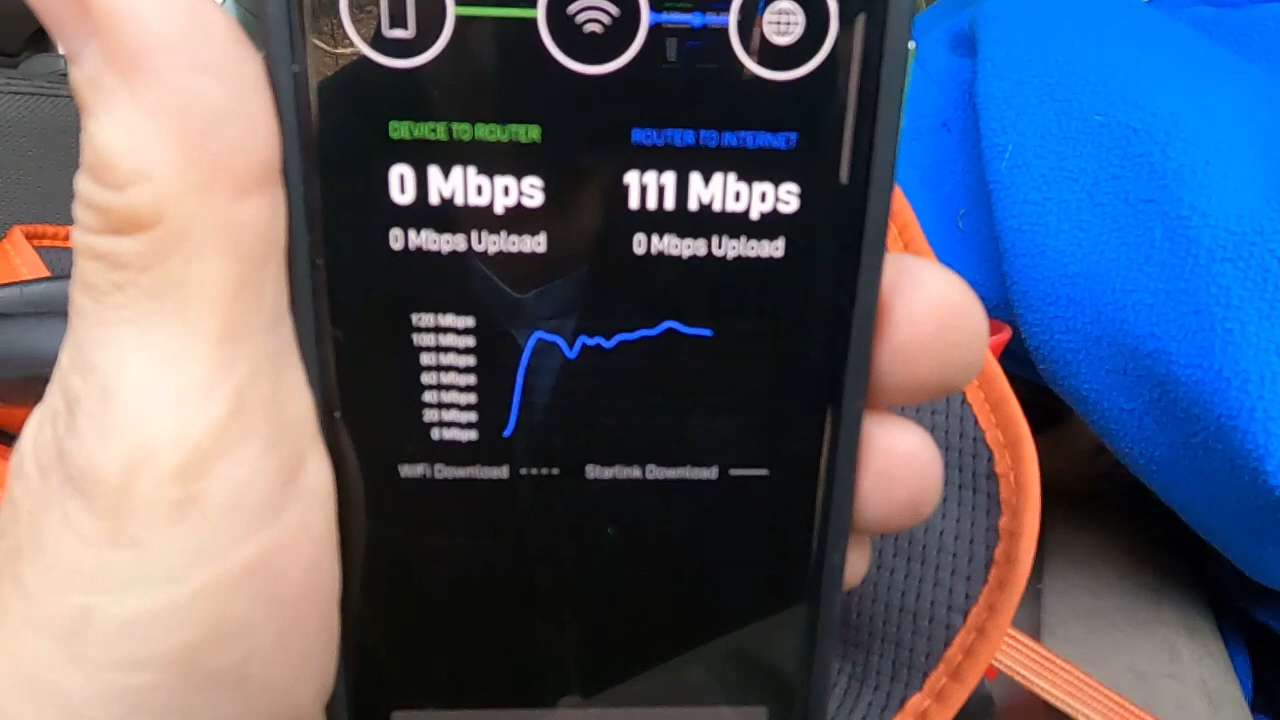 DEVICE TO ROUTER
ROUTER TO INTERNET
0 Mbps
111 Mbps
0 Mbps Upload
0 Mbps Upload
120 Mbps
100 Mbps
80 Mbps
60 Mbps
40 Mbps
20 Mbps
0 Mbps
WiFi Download
Starlink Download